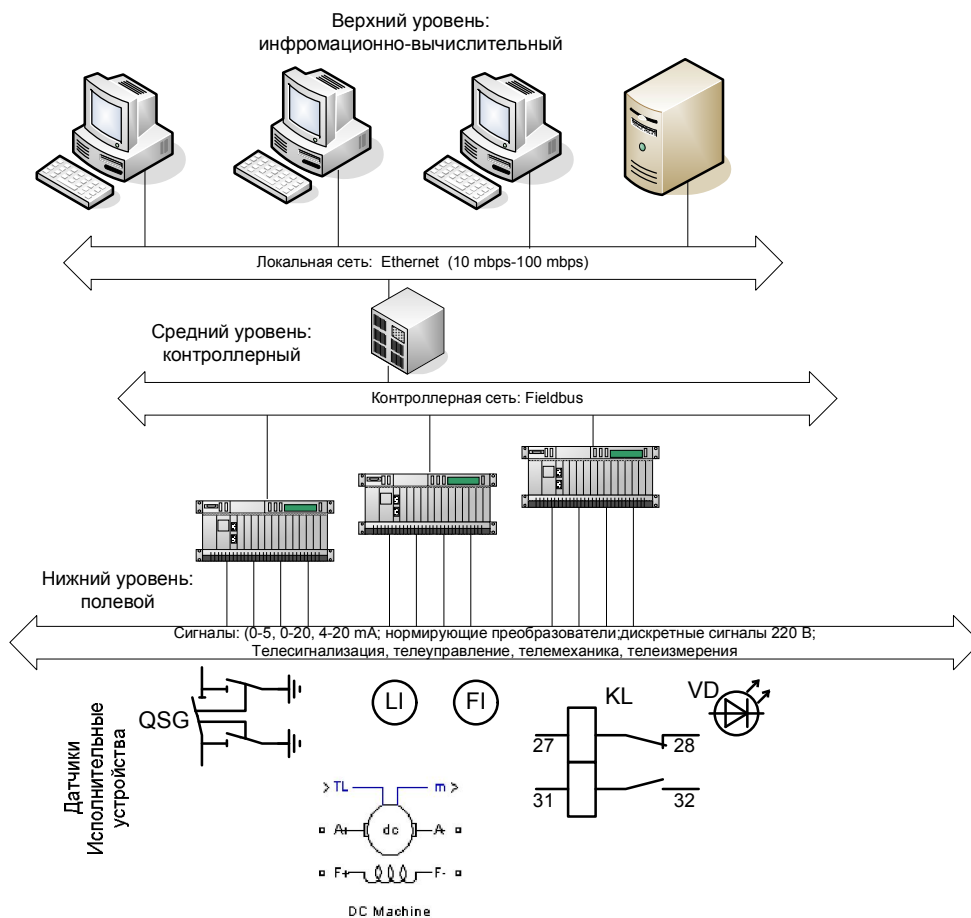 Верхний уровень:
инфромационно-вычислительный
Локальная сеть: Ethernet (10 mbps-100 mbps)
Средний уровень:
контроллерный
Контроллерная сеть: Fieldbus
Нижний уровень:
полевой
Сигналы: (0-5, 0-20, 4-20 mA; нормирующие преобразователи;дискретные сигналы 220 В;
Телесигнализация, телеуправление, телемеханика, телеизмерения
Датчики
Исполнительные
устройства
QSG
LI
FI
KL
VD
27
28
31
32
TL
m
A+
dc
A-
F+
F-
DC Machine